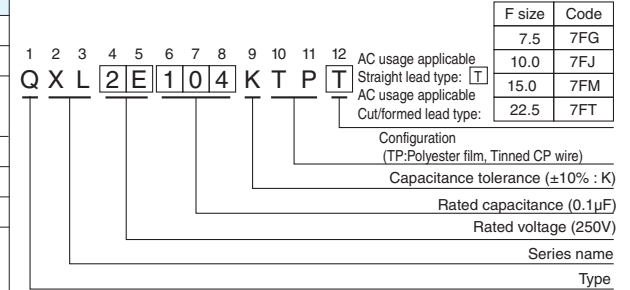 F size Code
7.5 7FG
10.0 7FJ
15.0 7FM
22.5 7FT
1 2 3 4 5 6 7 8 9 10 11 12
Q X L 2 E 1 0 4 K T P T
AC usage applicable
Straight lead type: T
AC usage applicable
Cut/formed lead type:
Configuration
(TP:Polyester film, Tinned CP wire)
Capacitance tolerance (±10% : K)
Rated capacitance (0.1µF)
Rated voltage (250V)
Series name
Type